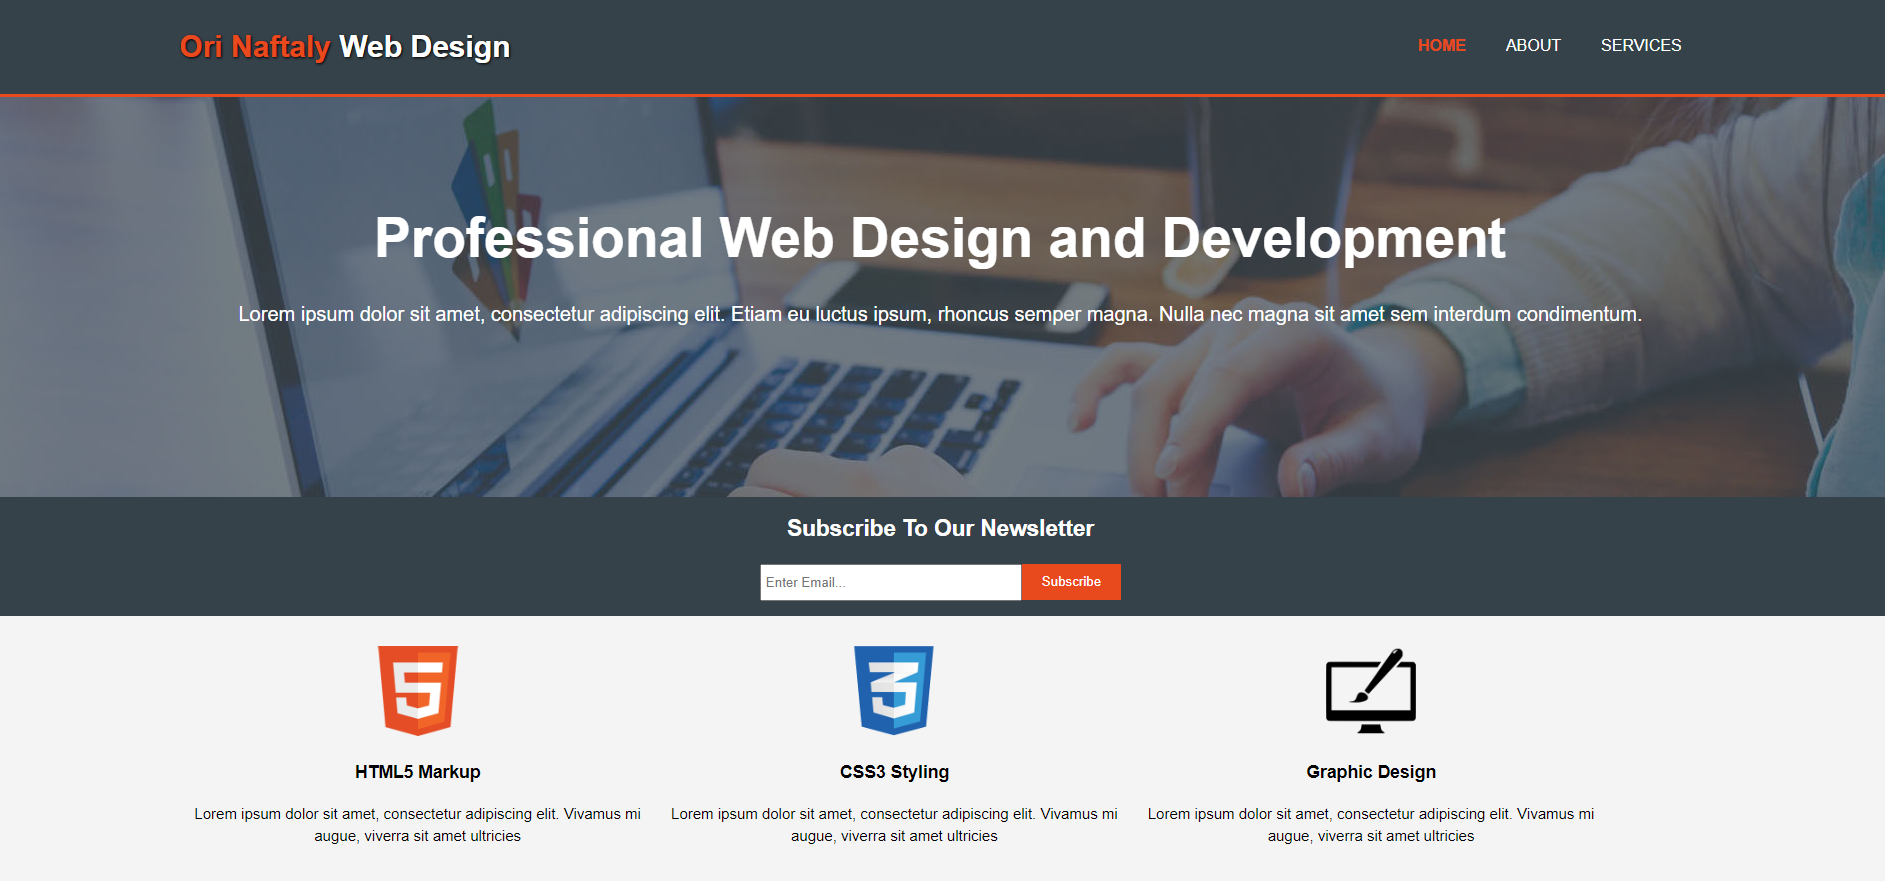 Ori Naftaly Web Design
HOME ABOUT SERVICES
Professional Web Design and Development
Lorem ipsum dolor sit amet, consectetur adipiscing elit. Etiam eu luctus ipsum, rhoncus semper magna. Nulla nec magna sit amet sem interdum condimentum.
Subscribe To Our Newsletter
Enter Email...
Subscribe
HTML5 Markup
Lorem ipsum dolor sit amet, consectetur adipiscing elit. Vivamus mi
augue, viverra sit amet ultricies
CSS3 Styling
Lorem ipsum dolor sit amet, consectetur adipiscing elit. Vivamus mi
augue, viverra sit amet ultricies
Graphic Design
Lorem ipsum dolor sit amet, consectetur adipiscing elit. Vivamus mi
augue, viverra sit amet ultricies